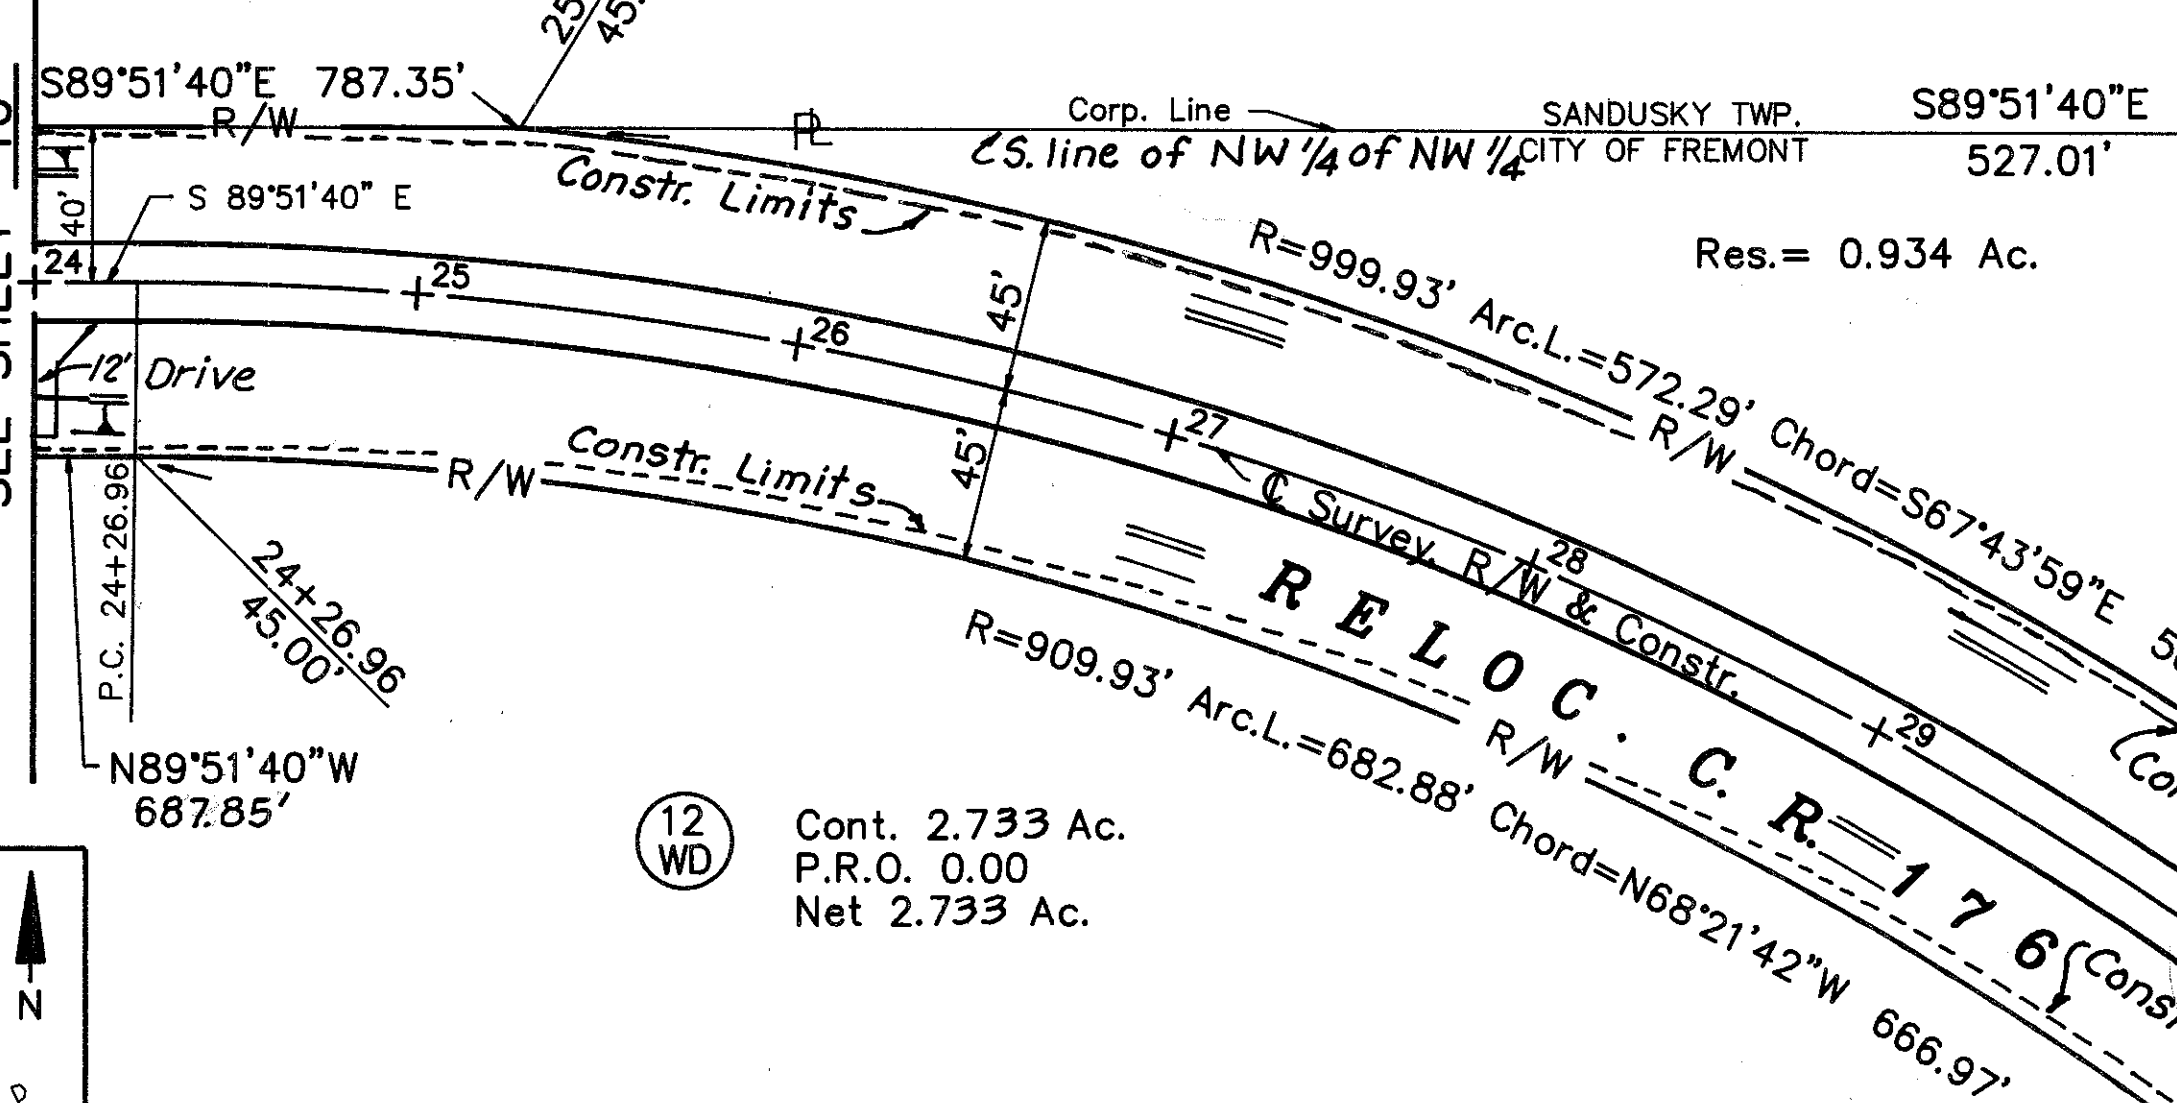 S89°51'40"E 787.35'
R/W
Corp. Line
SANDUSKY TWP.
S. line of NW 1/4 of NW 1/4
CITY OF FREMONT
S89°51'40"E
527.01'
Res.= 0.934 Ac.
Constr. Limits
S 89°51'40" E
40'
24
25
26
27
28
29
45'
45'
R=999.93' Arc.L.=572.29' Chord=S67°43'59"E
R/W
12' Drive
Constr. Limits
R/W
℄ Survey, R/W & Constr.
RELOC. C.R. 176
P.C. 24+26.96
24+26.96
45.00'
R=909.93' Arc.L.=682.88' Chord=N68°21'42"W 666.97'
R/W
N89°51'40"W
687.85'
12
WD
Cont. 2.733 Ac.
P.R.O. 0.00
Net 2.733 Ac.
N